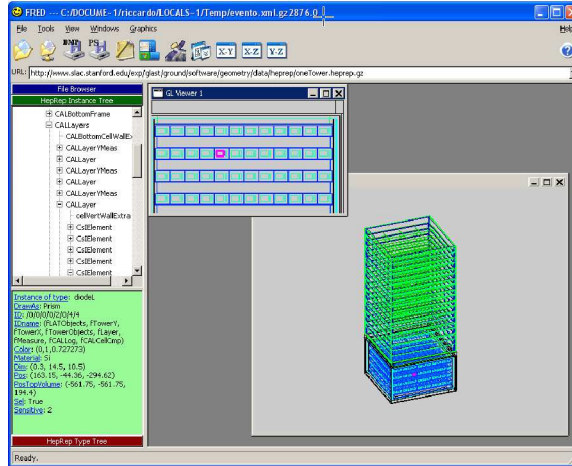 FRED --- C:/DOCUME~1/riccardo/LOCALS~1/Temp/evento.xml.gz 2876_0
File Tools View Windows Graphics Help
BMP PS X-Y X-Z Y-Z
URL: http://www.slac.stanford.edu/exp/glast/ground/software/geometry/data/heprep/oneTower.heprep.gz
File Browser
HepRep Instance Tree
CALBottomFrame
CALLayers
CALBottomCellWallEx
CALLayerYMeas
CALLayer
CALLayerYMeas
CALLayer
CALLayerYMeas
CALLayer
cellVertWallExtra
CsIElement
CsIElement
CsIElement
CsIElement
CsIElement
GL Viewer 1
Instance of type: diodeL
DrawAs: Prism
ID: /0/0/0/0/2/0/4/4
IDname: (fLATObjects, fTowerY,
fTowerX, fTowerObjects, fLayer,
fMeasure, fCALLog, fCALCellCmp)
Color: (0,1,0.727273)
Material: Si
Dim: (0.3, 14.5, 10.5)
Pos: (163.15, -44.36, -294.62)
PosTopVolume: (-561.75, -561.75,
194.4)
Sel: True
Sensitive: 2
HepRep Type Tree
Ready.